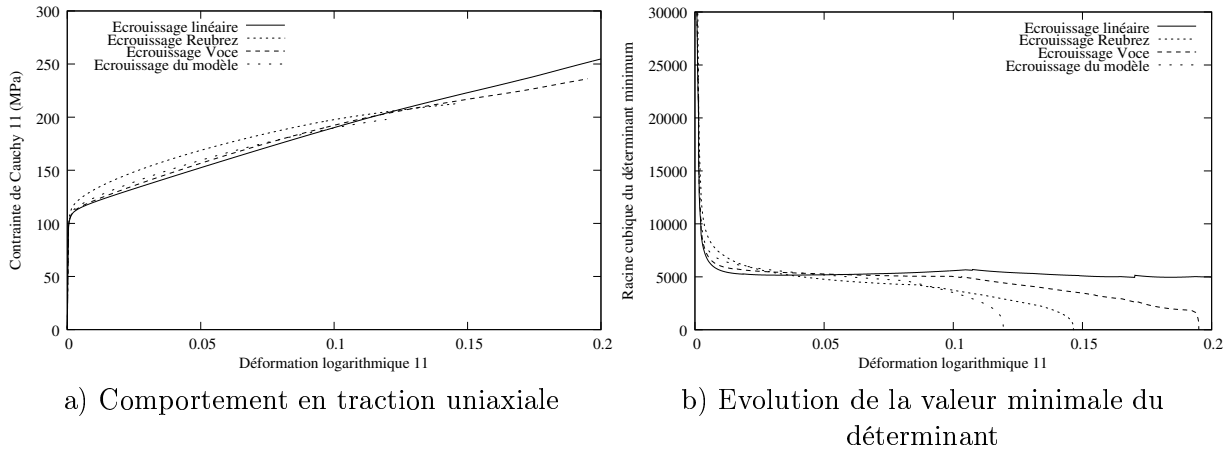 300
250
200
150
100
50
0
Contrainte de Cauchy 11 (MPa)
Ecrouissage linéaire
Ecrouissage Reubrez
Ecrouissage Voce
Ecrouissage du modèle
0 0.05 0.1 0.15 0.2
Déformation logarithmique 11
a) Comportement en traction uniaxiale
30000
25000
20000
15000
10000
5000
0
Racine cubique du déterminant minimum
Ecrouissage linéaire
Ecrouissage Reubrez
Ecrouissage Voce
Ecrouissage du modèle
0 0.05 0.1 0.15 0.2
Déformation logarithmique 11
b) Evolution de la valeur minimale du
déterminant